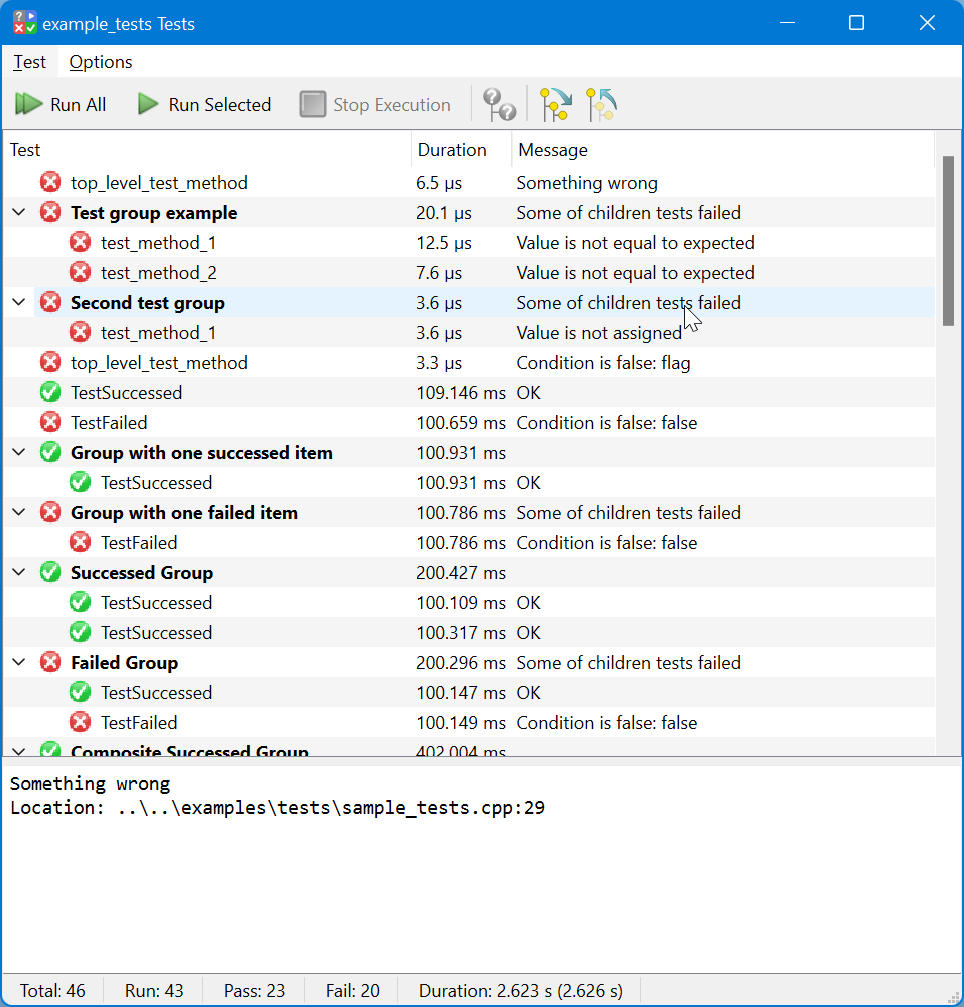 example_tests Tests
Test Options
Run All Run Selected Stop Execution
Test Duration Message
top_level_test_method 6.5 µs Something wrong
Test group example 20.1 µs Some of children tests failed
test_method_1 12.5 µs Value is not equal to expected
test_method_2 7.6 µs Value is not equal to expected
Second test group 3.6 µs Some of children tests failed
test_method_1 3.6 µs Value is not assigned
top_level_test_method 3.3 µs Condition is false: flag
TestSuccessed 109.146 ms OK
TestFailed 100.659 ms Condition is false: false
Group with one successed item 100.931 ms
TestSuccessed 100.931 ms OK
Group with one failed item 100.786 ms Some of children tests failed
TestFailed 100.786 ms Condition is false: false
Successed Group 200.427 ms
TestSuccessed 100.109 ms OK
TestSuccessed 100.317 ms OK
Failed Group 200.296 ms Some of children tests failed
TestSuccessed 100.147 ms OK
TestFailed 100.149 ms Condition is false: false
Composite Successed Group 402.004 ms
Something wrong
Location: ..\..\examples\tests\sample_tests.cpp:29
Total: 46 Run: 43 Pass: 23 Fail: 20 Duration: 2.623 s (2.626 s)